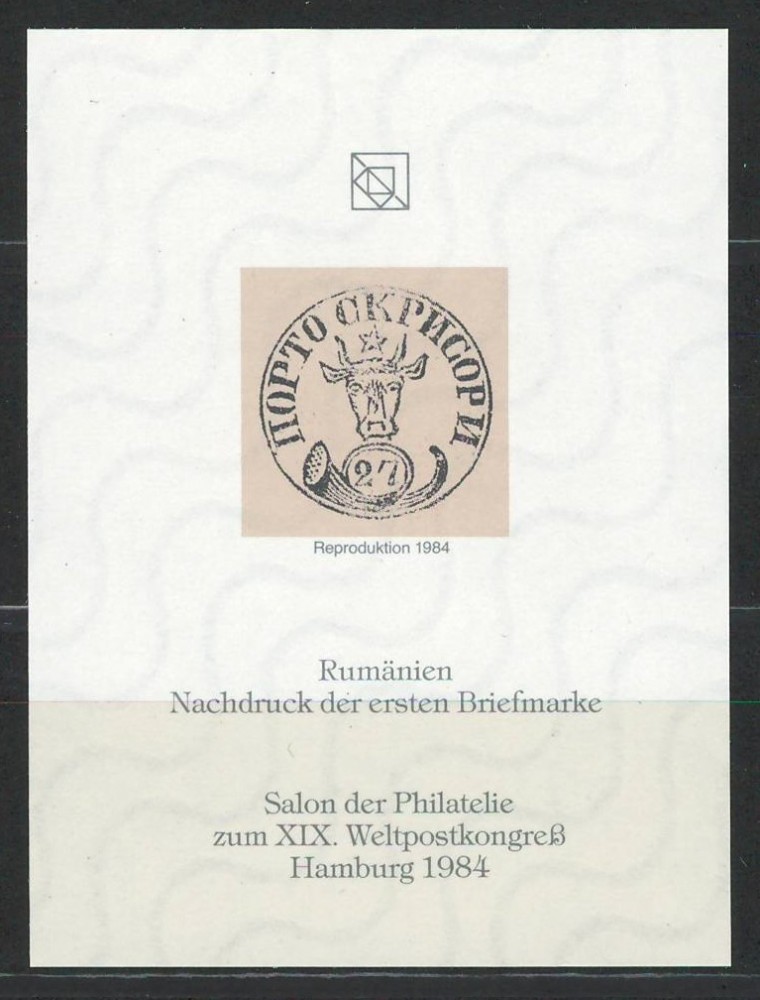 ПОРТО СКРИСОРИ
27
Reproduktion 1984
Rumänien
Nachdruck der ersten Briefmarke
Salon der Philatelie
zum XIX. Weltpostkongreß
Hamburg 1984